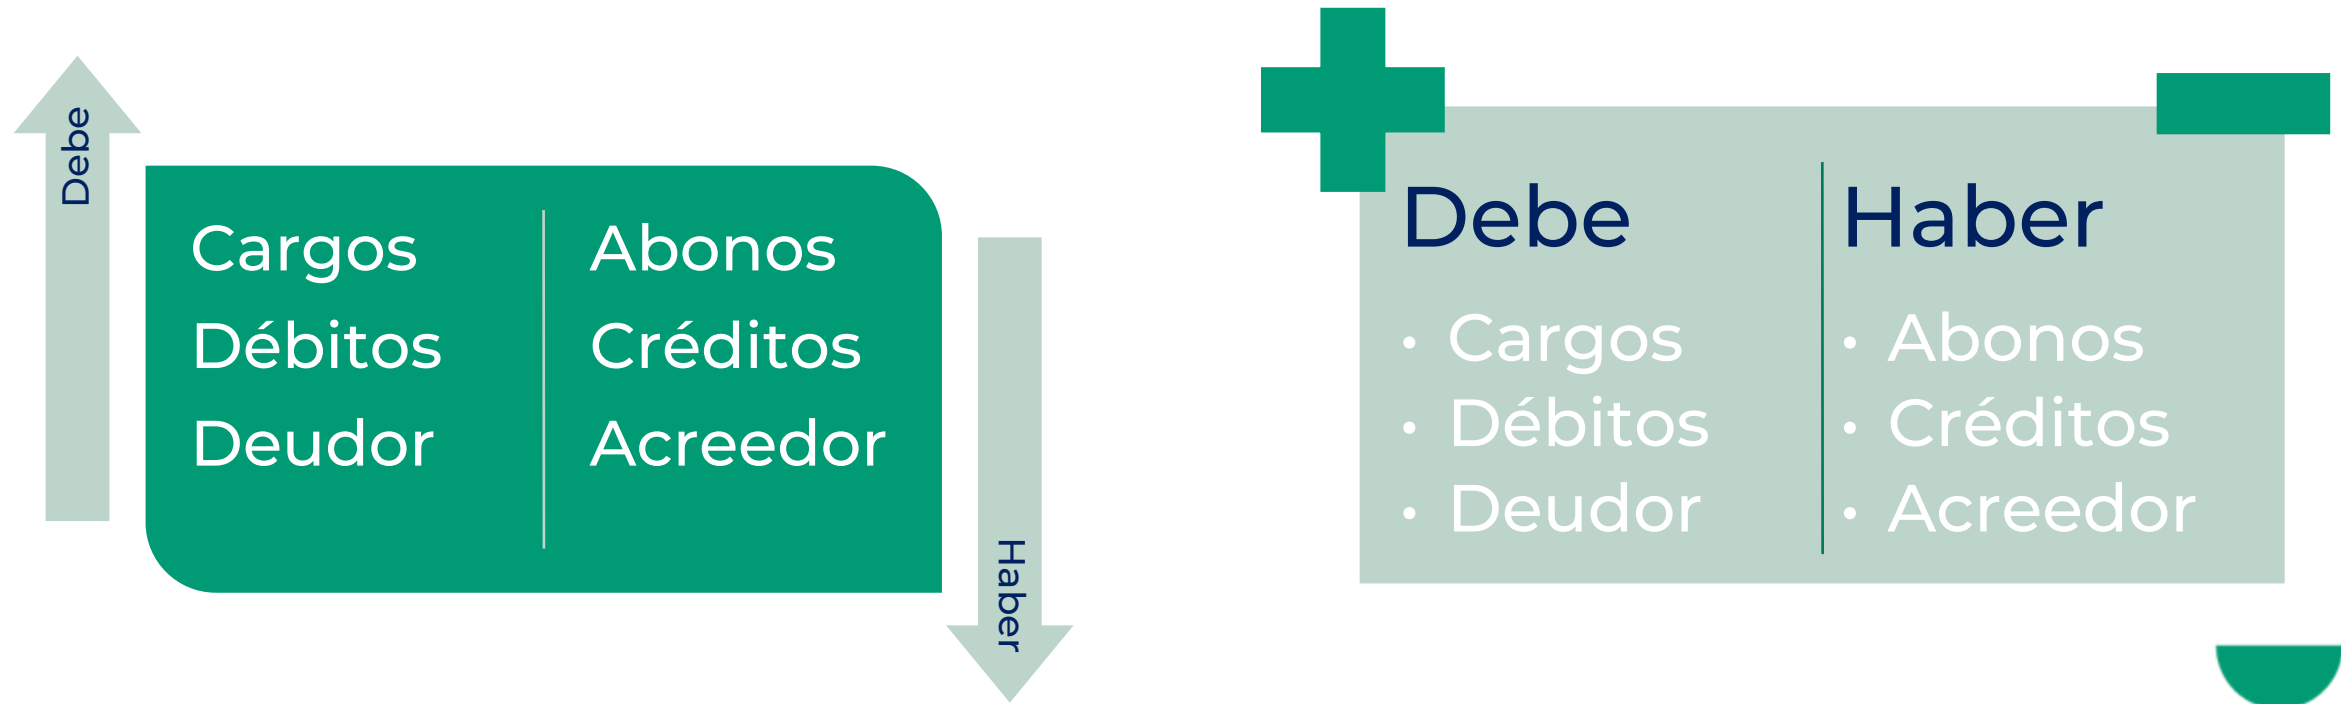 Debe
Cargos
Débitos
Deudor
Abonos
Créditos
Acreedor
Haber
Debe
• Cargos
• Débitos
• Deudor
Haber
• Abonos
• Créditos
• Acreedor